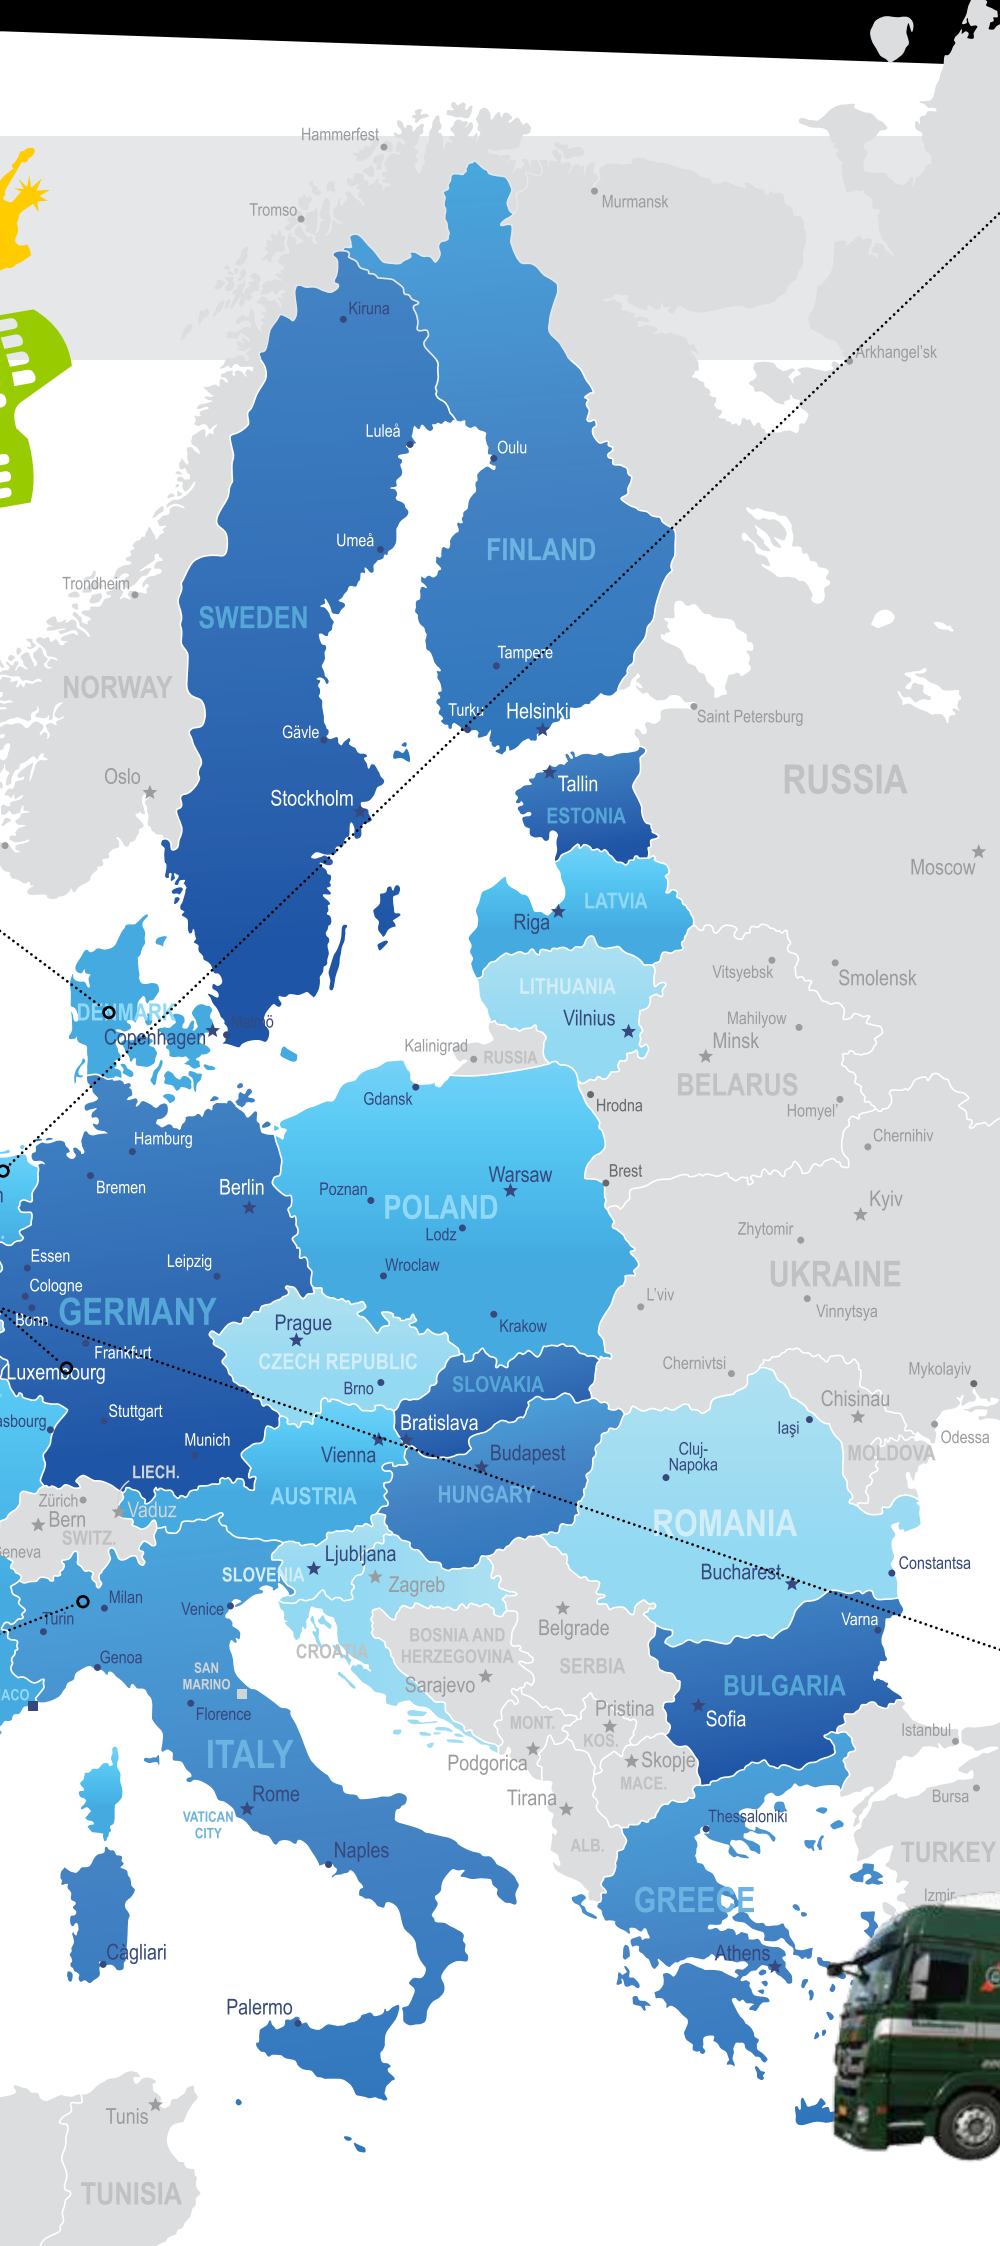 Hammerfest
Murmansk
Tromso
Kiruna
Arkhangel'sk
Luleå
Oulu
Umeå
FINLAND
Trondheim
SWEDEN
Tampere
NORWAY
Turku
Helsinki
Saint Petersburg
Gävle
Oslo
Tallin
RUSSIA
Stockholm
ESTONIA
Moscow
LATVIA
Riga
Vitsyebsk
Smolensk
LITHUANIA
DENMARK
Vilnius
Mahilyow
Malmö
Copenhagen
Minsk
Kalinigrad
RUSSIA
BELARUS
Gdansk
Hrodna
Homyel'
Hamburg
Chernihiv
Brest
Warsaw
Bremen
Berlin
Poznan
Kyiv
POLAND
Lodz
Zhytomir
Essen
Leipzig
Wroclaw
UKRAINE
Cologne
L'viv
GERMANY
Vinnytsya
Bonn
Prague
Krakow
Frankfurt
CZECH REPUBLIC
Chernivtsi
Mykolayiv
Luxembourg
SLOVAKIA
Brno
Chisinau
Stuttgart
asbourg
Bratislava
Iaşi
Odessa
Munich
Vienna
Budapest
Cluj-
Napoka
MOLDOVA
LIECH.
AUSTRIA
HUNGARY
Zürich
Vaduz
Bern
ROMANIA
SWITZ.
eneva
Ljubljana
Constantsa
SLOVENIA
Bucharest
Zagreb
Milan
Venice
Turin
Varna
Belgrade
BOSNIA AND
HERZEGOVINA
CROATIA
Genoa
SERBIA
SAN
MARINO
Sarajevo
BULGARIA
ACO
Florence
Pristina
Sofia
MONT.
KOS.
Istanbul
ITALY
Podgorica
Skopje
MACE.
Rome
Tirana
Bursa
VATICAN
CITY
Thessaloniki
ALB.
Naples
TURKEY
GREECE
Izmir
Càgliari
Athens
Palermo
Tunis
TUNISIA